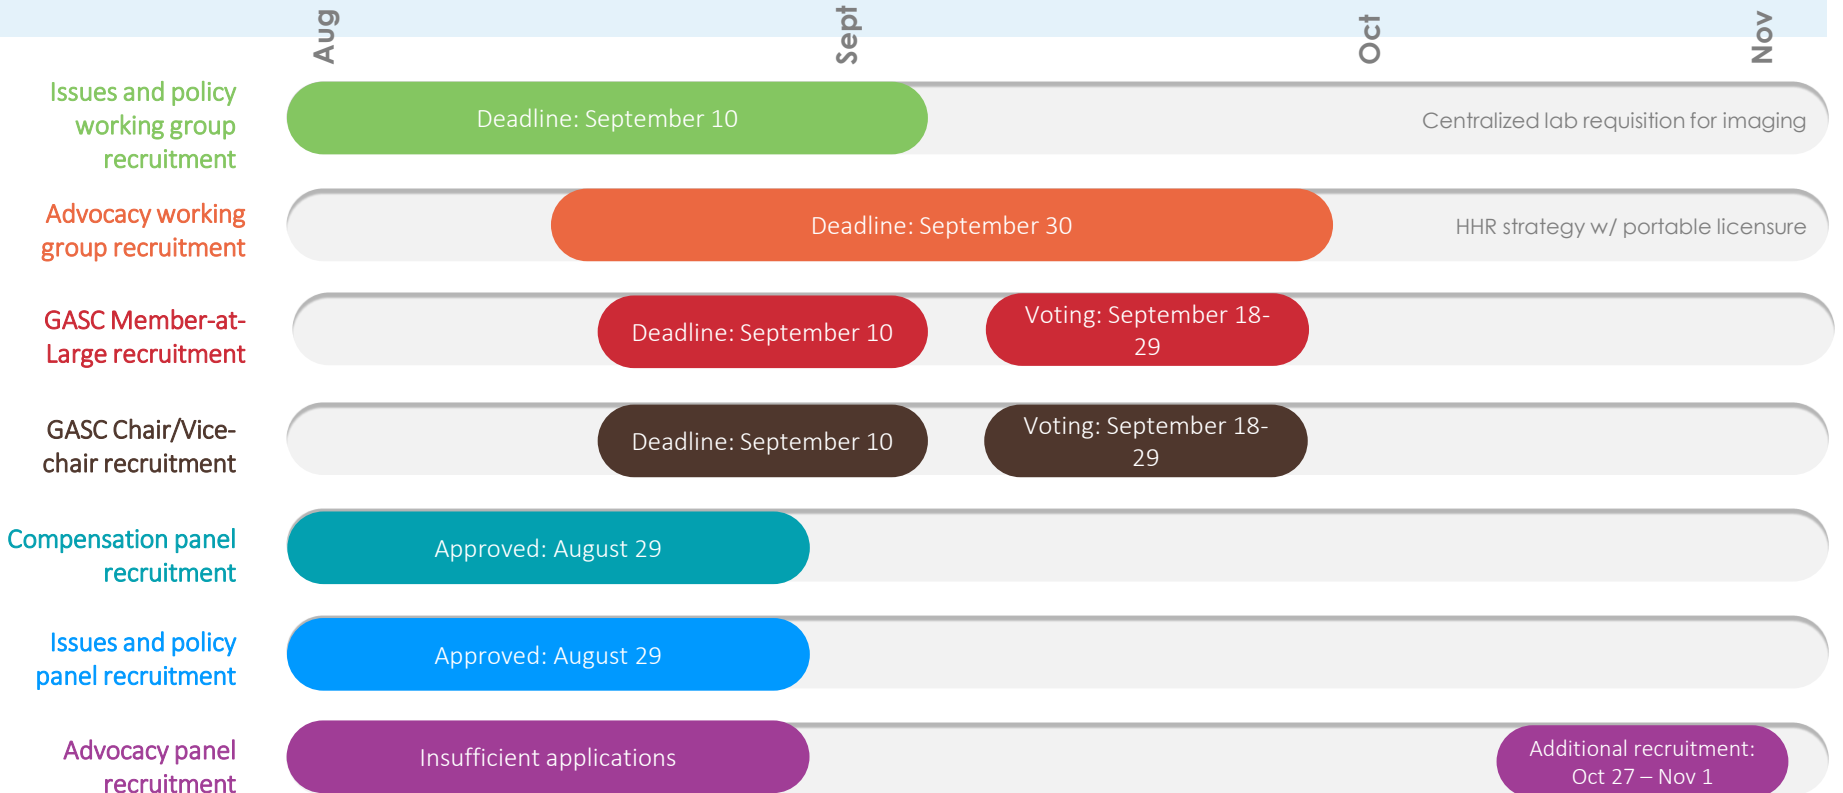 Aug
Sept
Oct
Nov
Issues and policy
working group
recruitment
Deadline: September 10
Centralized lab requisition for imaging
Advocacy working
group recruitment
Deadline: September 30
HHR strategy w/ portable licensure
GASC Member-at-
Large recruitment
Deadline: September 10
Voting: September 18-
29
GASC Chair/Vice-
chair recruitment
Deadline: September 10
Voting: September 18-
29
Compensation panel
recruitment
Approved: August 29
Issues and policy
panel recruitment
Approved: August 29
Advocacy panel
recruitment
Insufficient applications
Additional recruitment:
Oct 27 – Nov 1